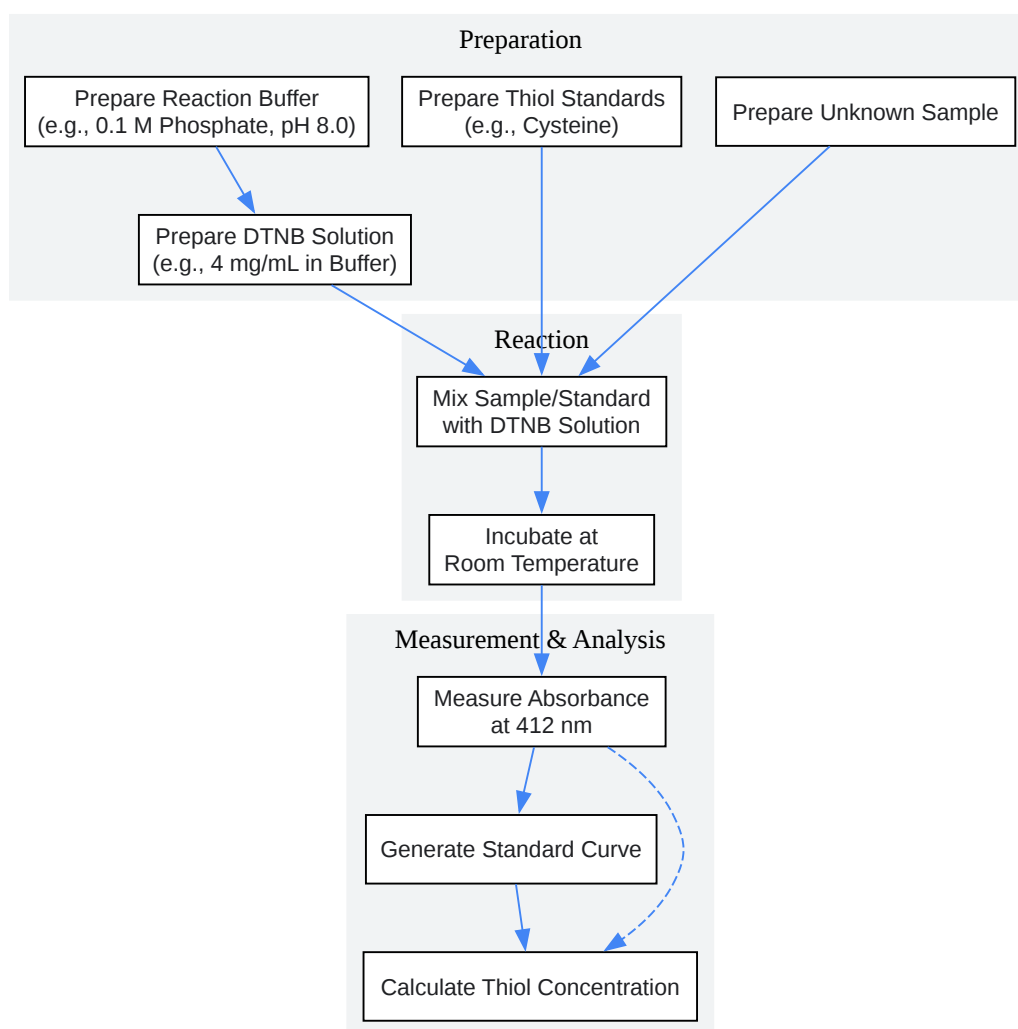 Preparation
Prepare Reaction Buffer
(e.g., 0.1 M Phosphate, pH 8.0)
Prepare Thiol Standards
(e.g., Cysteine)
Prepare Unknown Sample
Prepare DTNB Solution
(e.g., 4 mg/mL in Buffer)
Reaction
Mix Sample/Standard
with DTNB Solution
Incubate at
Room Temperature
Measurement & Analysis
Measure Absorbance
at 412 nm
Generate Standard Curve
Calculate Thiol Concentration